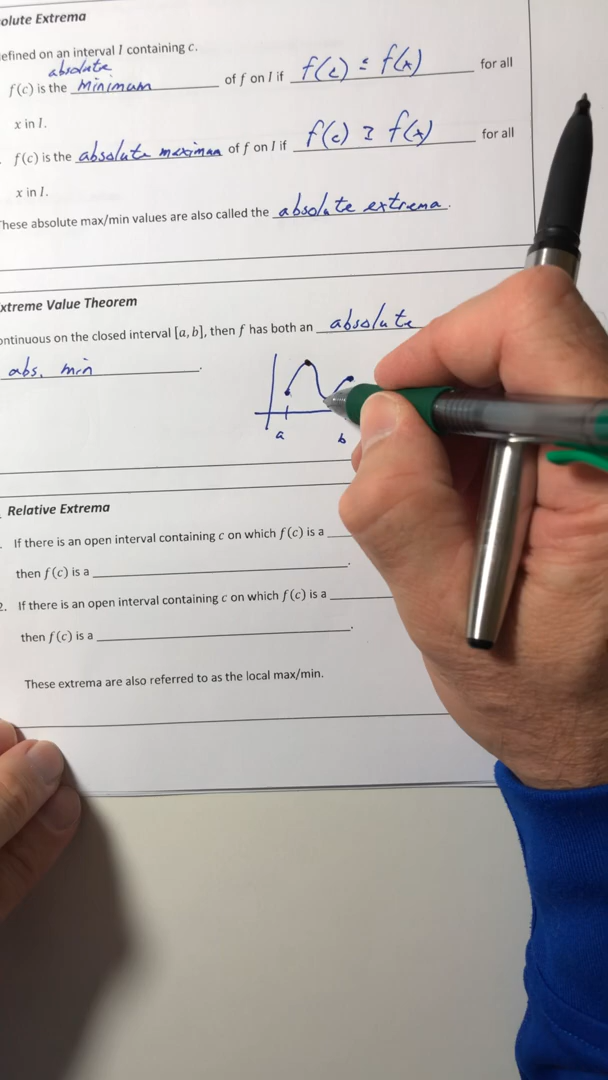 olute Extrema
efined on an interval I containing c.
absolute
f(c) is the minimum of f on I if f(c) ≤ f(x) for all
x in I.
f(c) is the absolute maximum of f on I if f(c) ≥ f(x) for all
x in I.
These absolute max/min values are also called the absolute extrema.
xtreme Value Theorem
ontinuous on the closed interval [a, b], then f has both an absolute
abs. min.
a b
Relative Extrema
If there is an open interval containing c on which f(c) is a
then f(c) is a .
2. If there is an open interval containing c on which f(c) is a
then f(c) is a .
These extrema are also referred to as the local max/min.